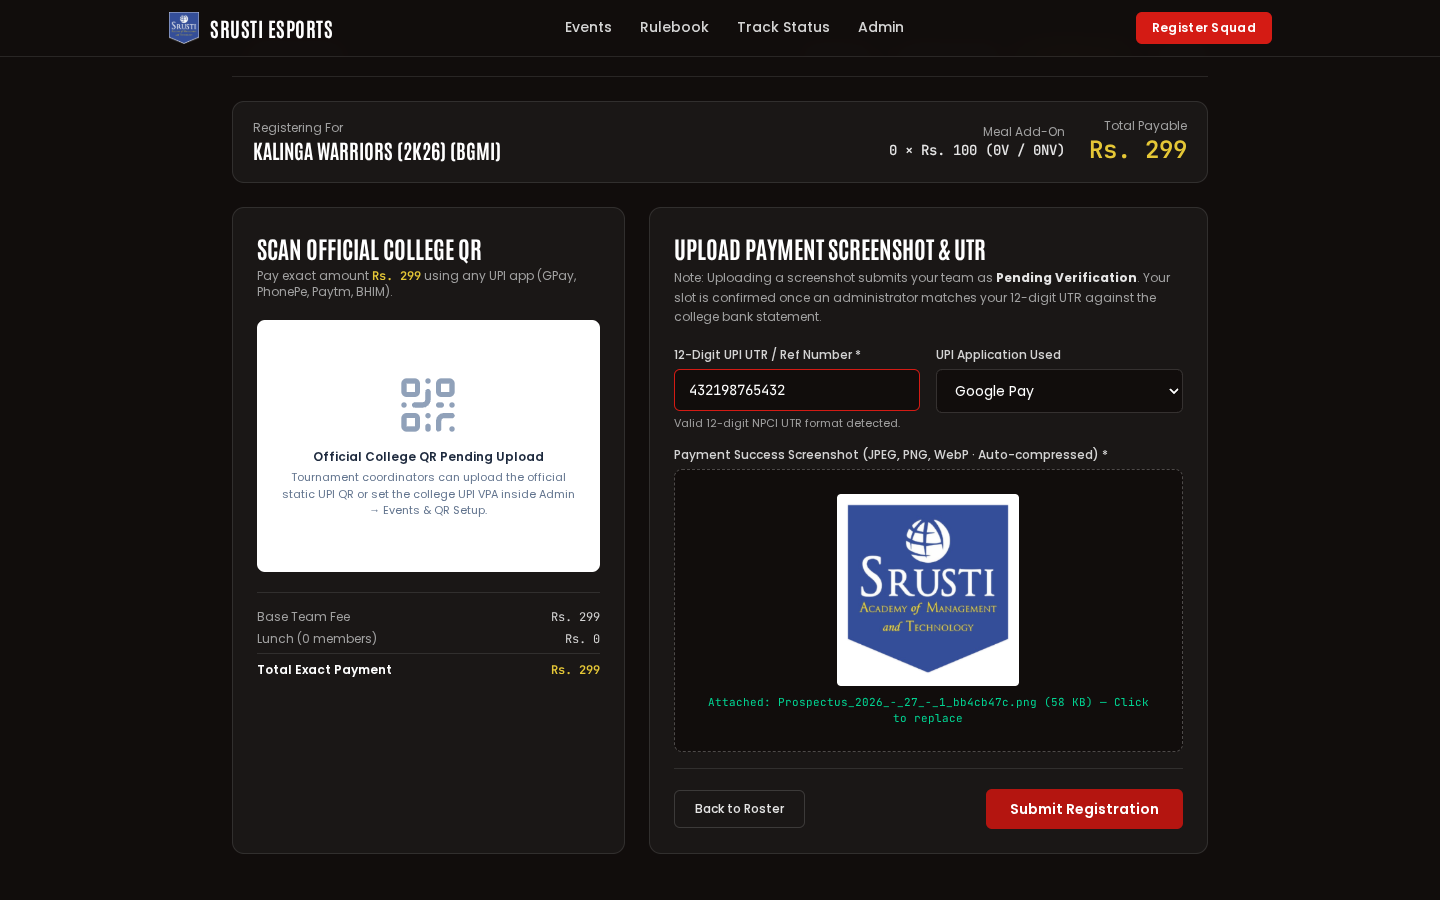 SRUSTI
SRUSTI ESPORTS
Events
Rulebook
Track Status
Admin
Register Squad
Registering For
KALINGA WARRIORS (2K26) (BGMI)
Meal Add-On
0 × Rs. 100 (0V / 0NV)
Total Payable
Rs. 299
SCAN OFFICIAL COLLEGE QR
Pay exact amount Rs. 299 using any UPI app (GPay,
PhonePe, Paytm, BHIM).
Official College QR Pending Upload
Tournament coordinators can upload the official
static UPI QR or set the college UPI VPA inside Admin
→ Events & QR Setup.
Base Team Fee
Rs. 299
Lunch (0 members)
Rs. 0
Total Exact Payment
Rs. 299
UPLOAD PAYMENT SCREENSHOT & UTR
Note: Uploading a screenshot submits your team as Pending Verification. Your
slot is confirmed once an administrator matches your 12-digit UTR against the
college bank statement.
12-Digit UPI UTR / Ref Number *
432198765432
Valid 12-digit NPCI UTR format detected.
UPI Application Used
Google Pay
Payment Success Screenshot (JPEG, PNG, WebP · Auto-compressed) *
SRUSTI
ACADEMY of MANAGEMENT
and TECHNOLOGY
Attached: Prospectus_2026_-_27_-_1_bb4cb47c.png (58 KB) — Click
to replace
Back to Roster
Submit Registration